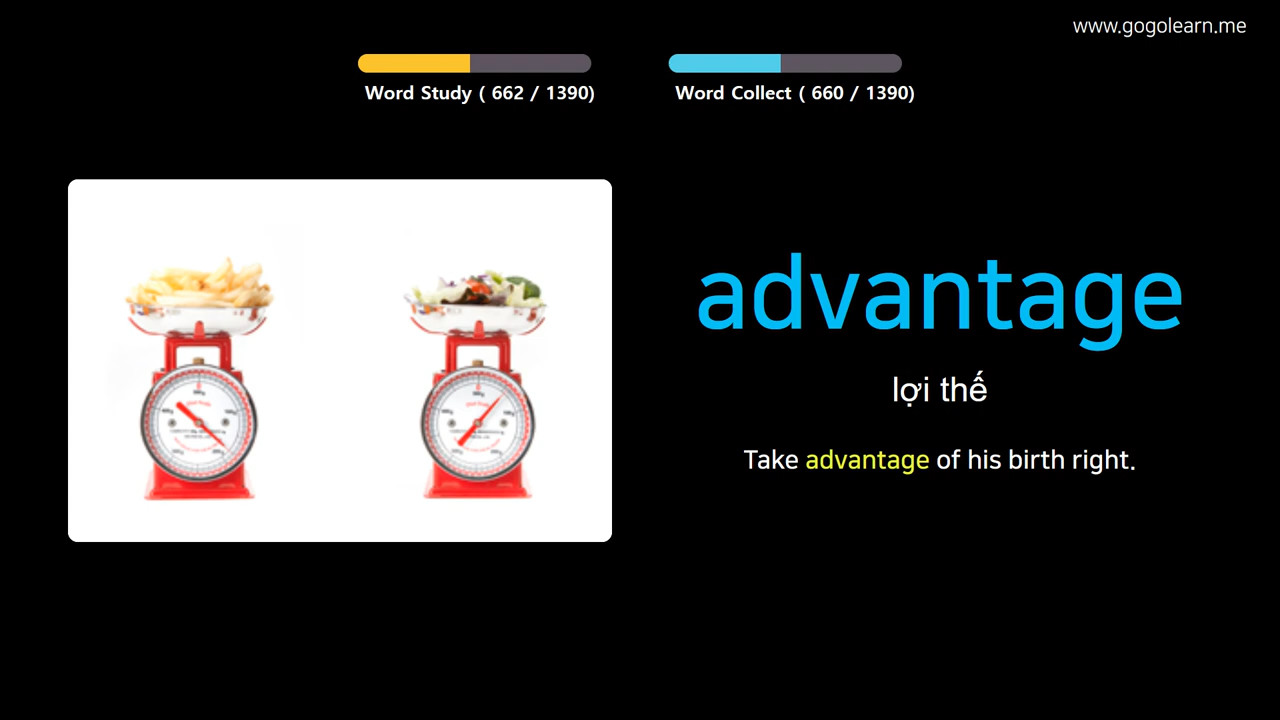 www.gogolearn.me
Word Study ( 662 / 1390)
Word Collect ( 660 / 1390)
advantage
lợi thế
Take advantage of his birth right.